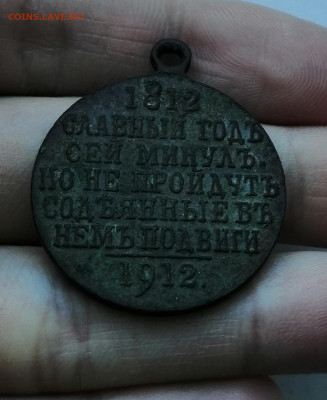 COINS.LAVE.RU
1812
СЛАВНЫЙ ГОДЪ
СЕЙ МИНУЛЪ.
НО НЕ ПРОЙДУТЪ
СОДѢЯННЫЕ ВЪ
НЕМЪ ПОДВИГИ
1912.